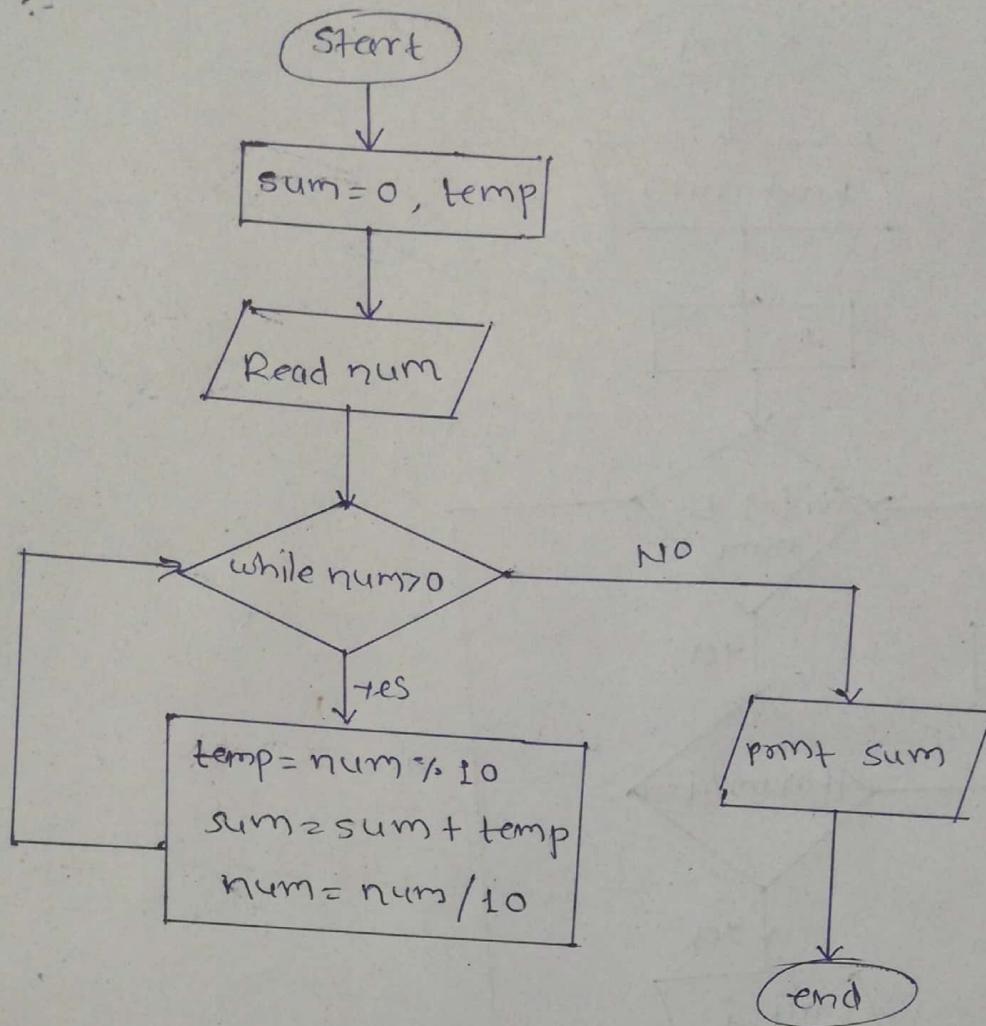 Start
sum=0, temp
Read num
while num>0
NO
yes
temp = num % 10
sum = sum + temp
num = num / 10
print sum
end